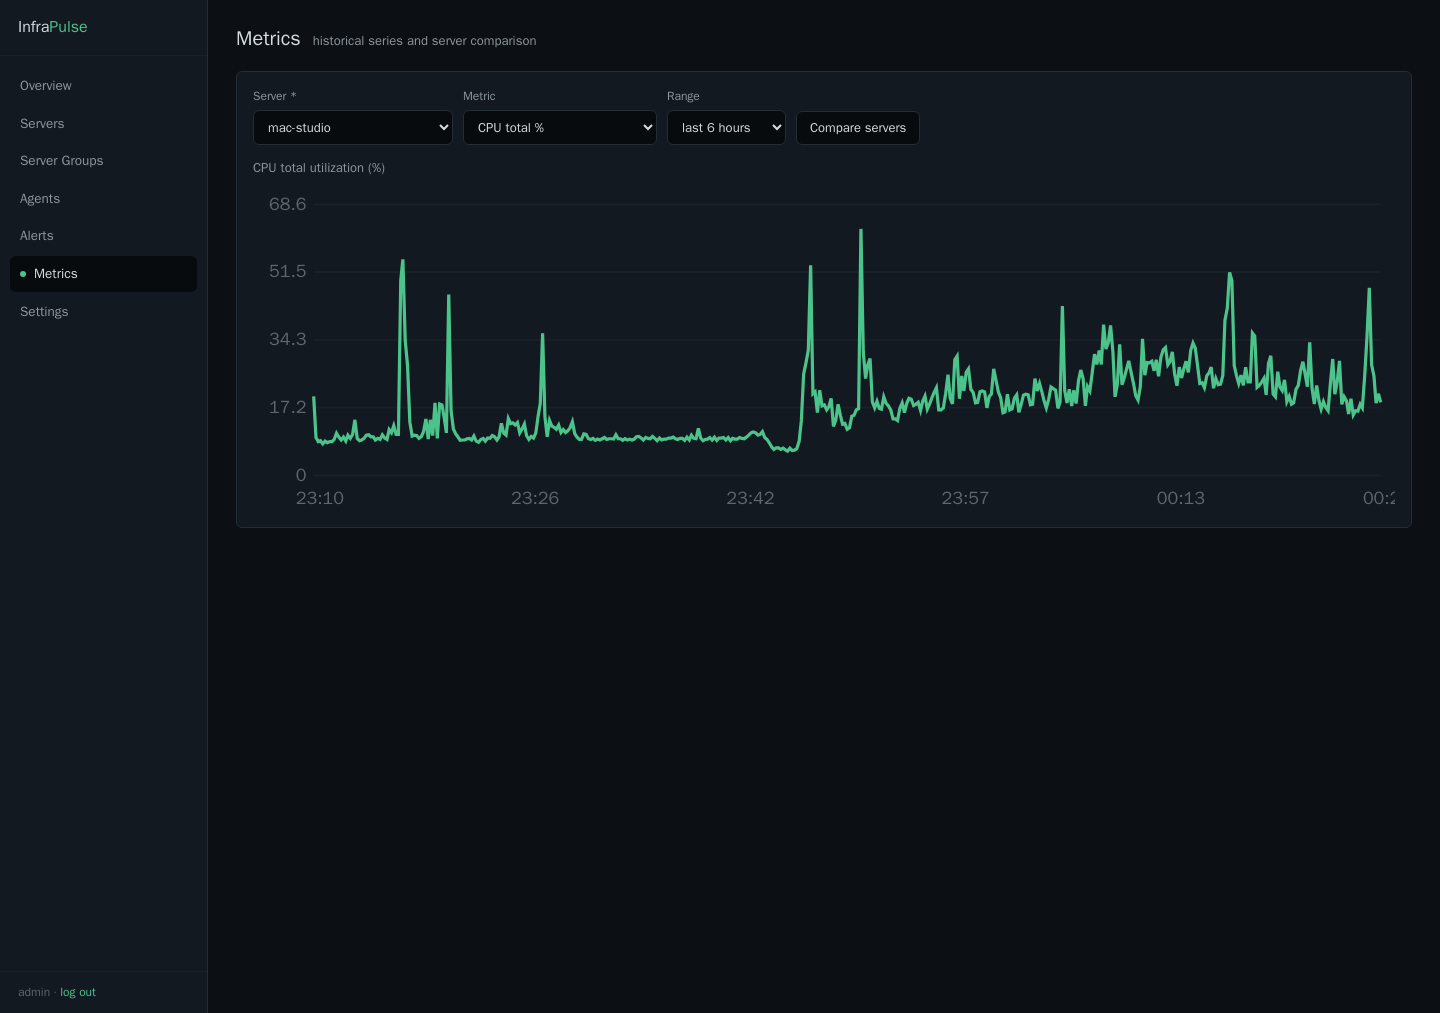 InfraPulse
Overview
Servers
Server Groups
Agents
Alerts
Metrics
Settings
admin · log out
Metrics historical series and server comparison
Server * Metric Range
mac-studio CPU total % last 6 hours Compare servers
CPU total utilization (%)
68.6
51.5
34.3
17.2
0
23:10 23:26 23:42 23:57 00:13